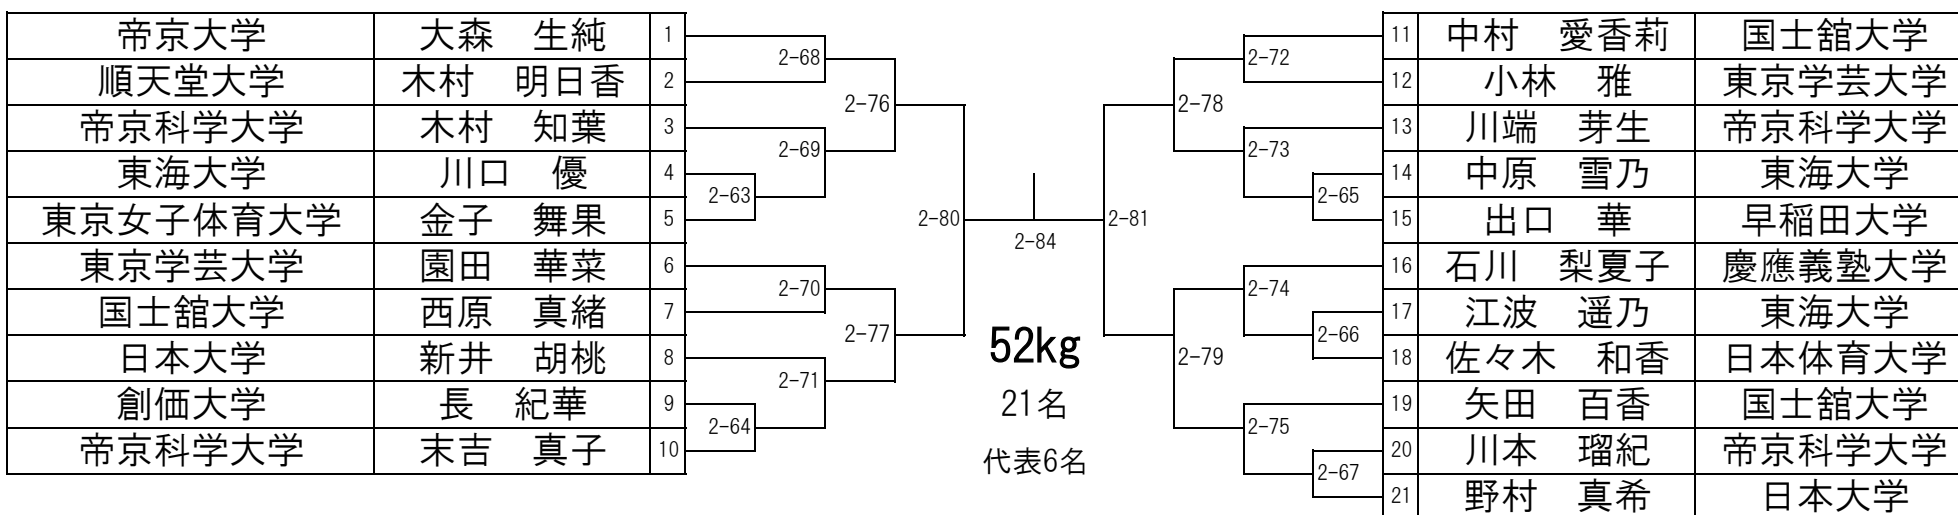 帝京大学 大森 生純 1
順天堂大学 木村 明日香 2
帝京科学大学 木村 知葉 3
東海大学 川口 優 4
東京女子体育大学 金子 舞果 5
東京学芸大学 園田 華菜 6
国士舘大学 西原 真緒 7
日本大学 新井 胡桃 8
創価大学 長 紀華 9
帝京科学大学 末吉 真子 10
2-68
2-76
2-69
2-63
2-80
2-70
2-77
2-71
2-64
2-84
52kg
21名
代表6名
2-72
2-78
2-73
2-65
2-81
2-74
2-66
2-79
2-75
2-67
11 中村 愛香莉 国士舘大学
12 小林 雅 東京学芸大学
13 川端 芽生 帝京科学大学
14 中原 雪乃 東海大学
15 出口 華 早稲田大学
16 石川 梨夏子 慶應義塾大学
17 江波 遥乃 東海大学
18 佐々木 和香 日本体育大学
19 矢田 百香 国士舘大学
20 川本 瑠紀 帝京科学大学
21 野村 真希 日本大学